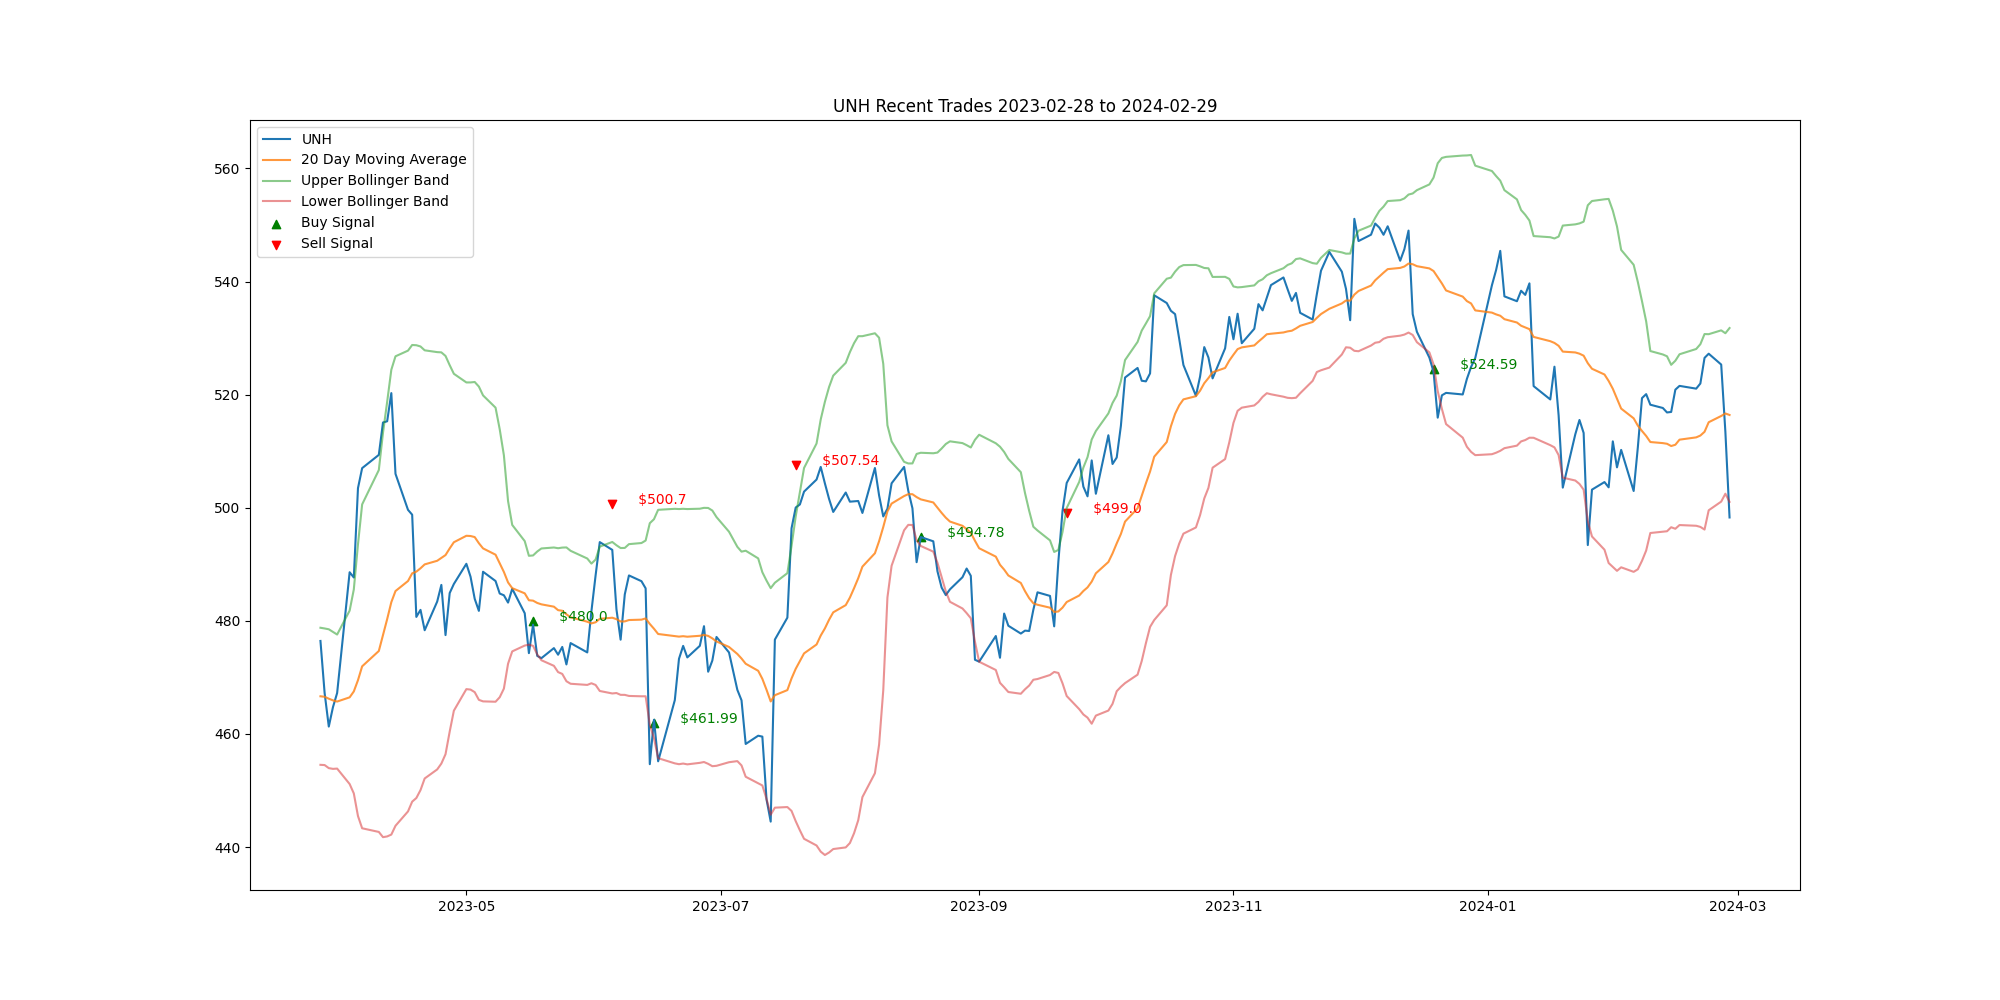 UNH Recent Trades 2023-02-28 to 2024-02-29
UNH
20 Day Moving Average
Upper Bollinger Band
Lower Bollinger Band
Buy Signal
Sell Signal
560
540
520
500
480
460
440
$480.0
$500.7
$461.99
$507.54
$494.78
$499.0
$524.59
2023-05
2023-07
2023-09
2023-11
2024-01
2024-03